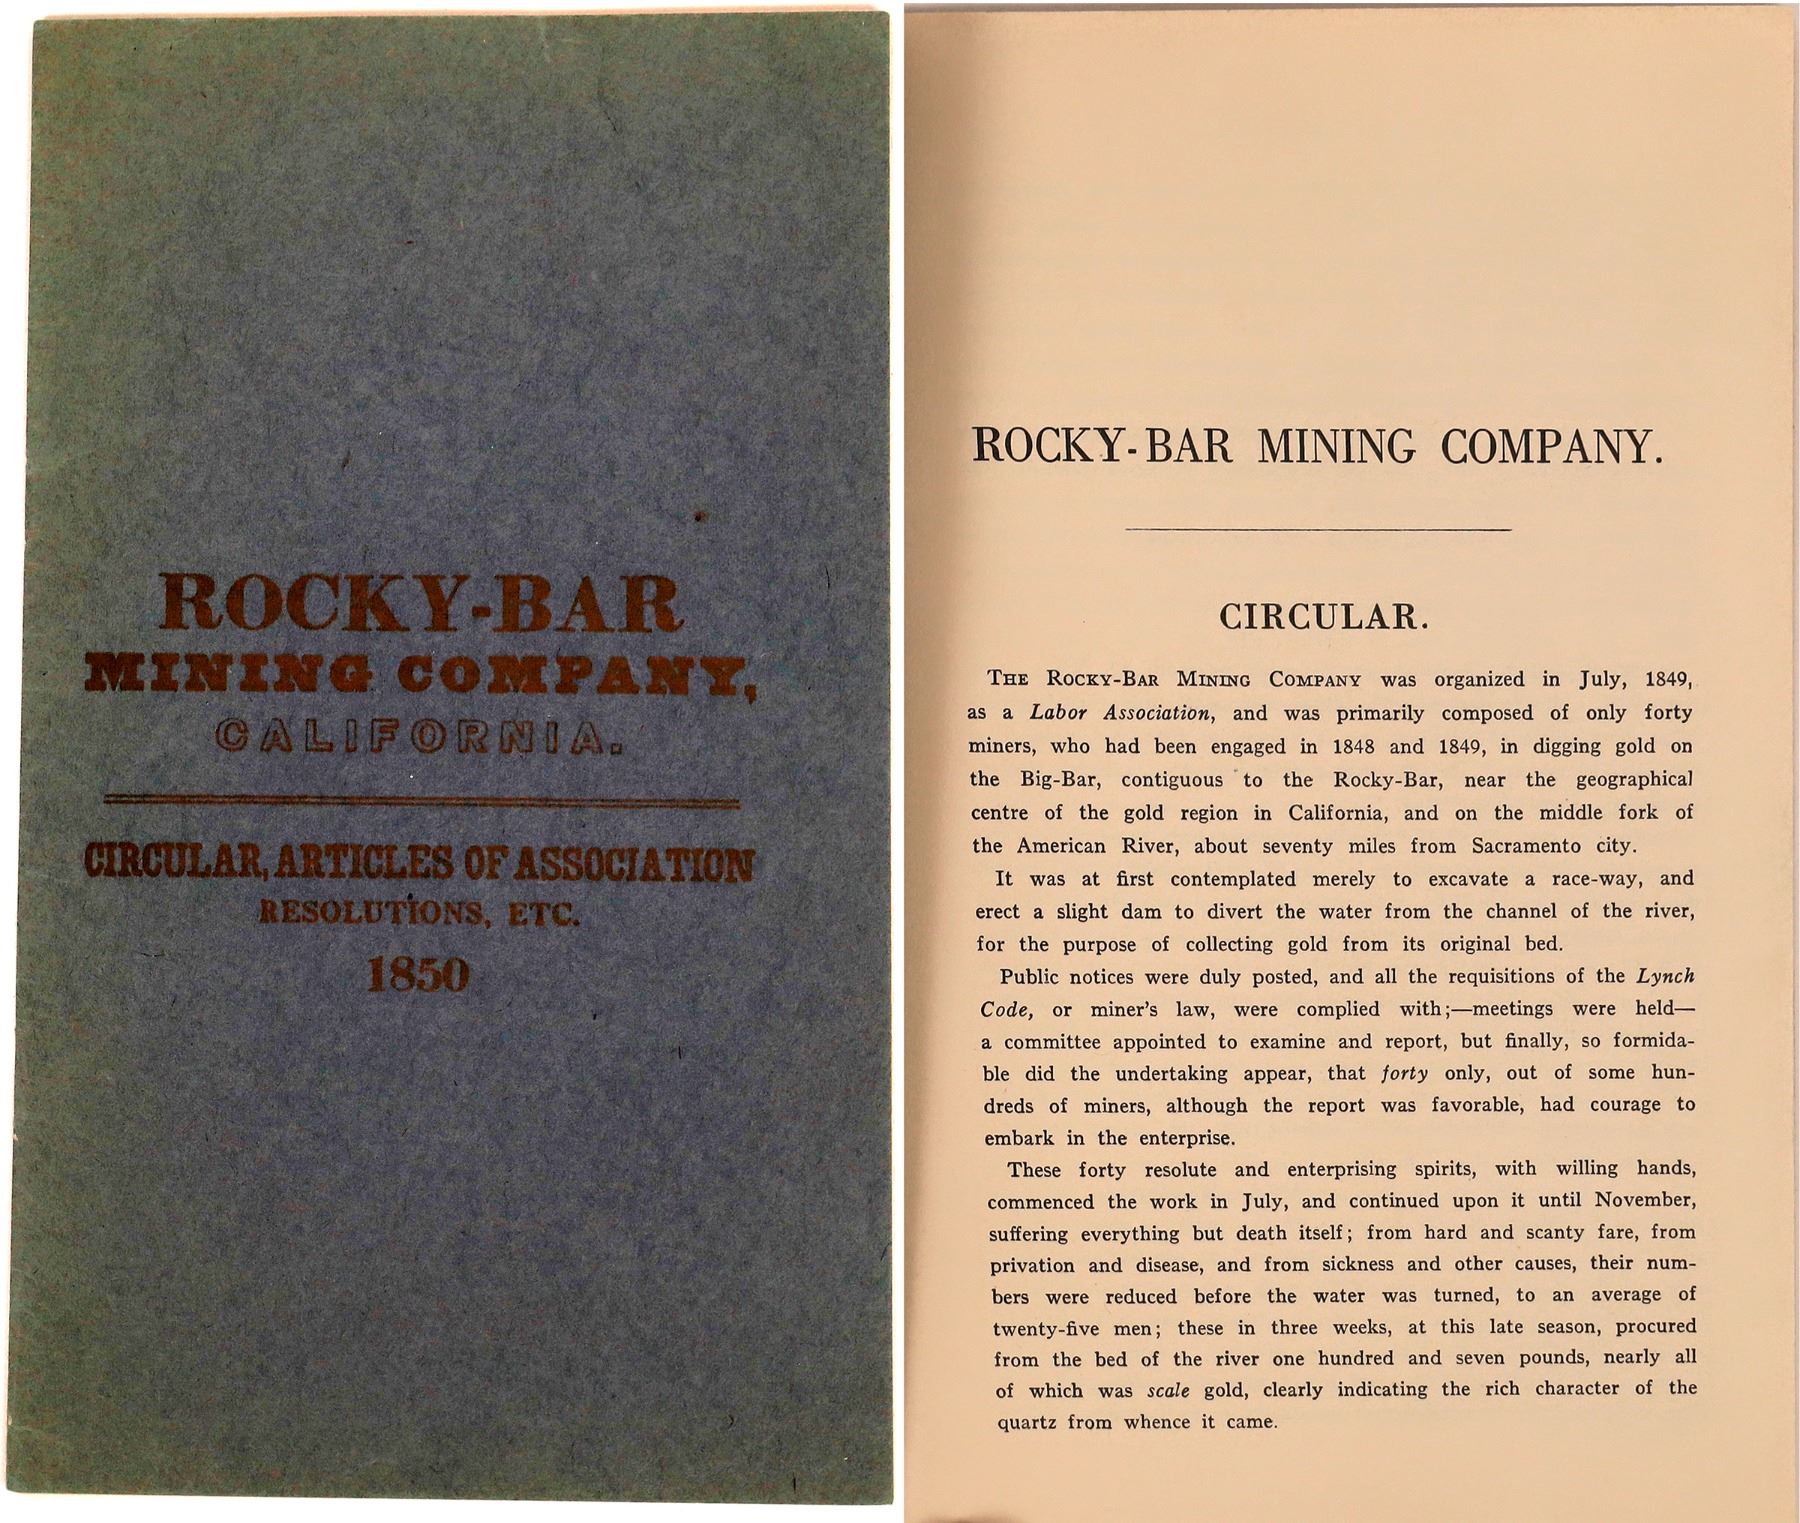 ROCKY-BAR
MINING COMPANY,
CALIFORNIA.
CIRCULAR, ARTICLES OF ASSOCIATION
RESOLUTIONS, ETC.
1850
ROCKY-BAR MINING COMPANY.
CIRCULAR.
THE ROCKY-BAR MINING COMPANY was organized in July, 1849,
as a Labor Association, and was primarily composed of only forty
miners, who had been engaged in 1848 and 1849, in digging gold on
the Big-Bar, contiguous to the Rocky-Bar, near the geographical
centre of the gold region in California, and on the middle fork of
the American River, about seventy miles from Sacramento city.
It was at first contemplated merely to excavate a race-way, and
erect a slight dam to divert the water from the channel of the river,
for the purpose of collecting gold from its original bed.
Public notices were duly posted, and all the requisitions of the Lynch
Code, or miner's law, were complied with;—meetings were held—
a committee appointed to examine and report, but finally, so formida-
ble did the undertaking appear, that forty only, out of some hun-
dreds of miners, although the report was favorable, had courage to
embark in the enterprise.
These forty resolute and enterprising spirits, with willing hands,
commenced the work in July, and continued upon it until November,
suffering everything but death itself; from hard and scanty fare, from
privation and disease, and from sickness and other causes, their num-
bers were reduced before the water was turned, to an average of
twenty-five men; these in three weeks, at this late season, procured
from the bed of the river one hundred and seven pounds, nearly all
of which was scale gold, clearly indicating the rich character of the
quartz from whence it came.